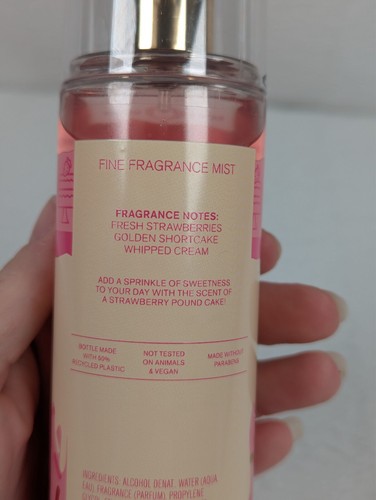 FINE FRAGRANCE MIST
FRAGRANCE NOTES:
FRESH STRAWBERRIES
GOLDEN SHORTCAKE
WHIPPED CREAM
ADD A SPRINKLE OF SWEETNESS
TO YOUR DAY WITH THE SCENT OF
A STRAWBERRY POUND CAKE!
BOTTLE MADE
WITH 50%
RECYCLED PLASTIC
NOT TESTED
ON ANIMALS
& VEGAN
MADE WITHOUT
PARABENS
INGREDIENTS: ALCOHOL DENAT. WATER (AQUA,
EAU), FRAGRANCE (PARFUM), PROPYLENE